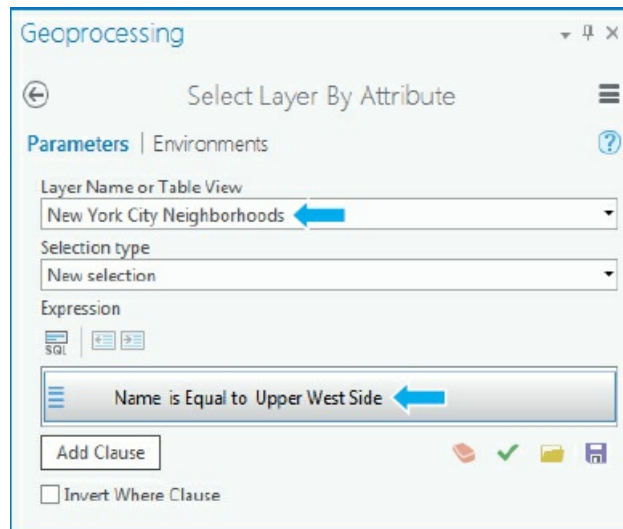 Geoprocessing
Select Layer By Attribute
Parameters | Environments
Layer Name or Table View
New York City Neighborhoods
Selection type
New selection
Expression
SQL
Name is Equal to Upper West Side
Add Clause
Invert Where Clause